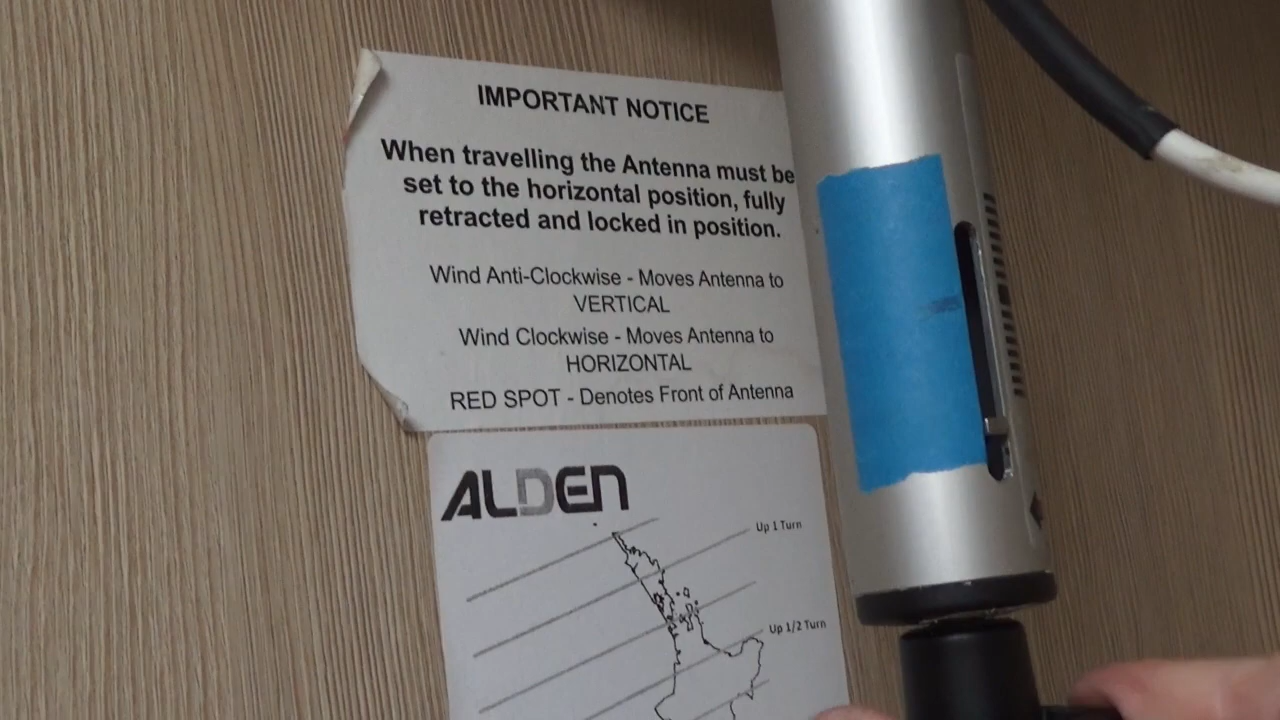 IMPORTANT NOTICE
When travelling the Antenna must be
set to the horizontal position, fully
retracted and locked in position.
Wind Anti-Clockwise - Moves Antenna to
VERTICAL
Wind Clockwise - Moves Antenna to
HORIZONTAL
RED SPOT - Denotes Front of Antenna
ALDEN
Up 1 Turn
Up 1/2 Turn